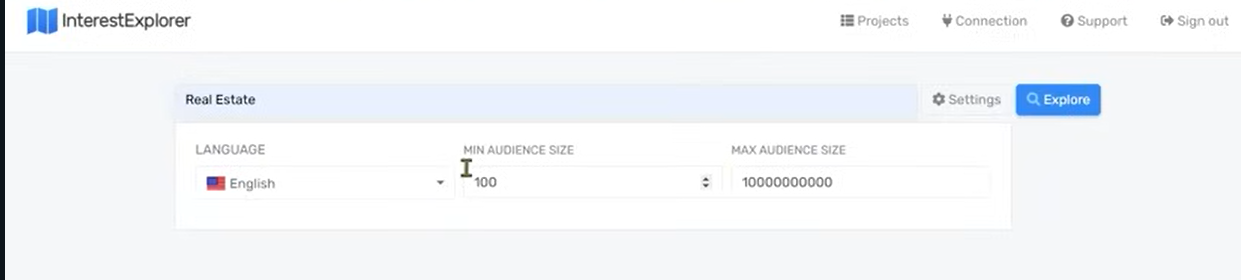 InterestExplorer Projects Connection Support Sign out
Real Estate Settings Explore
LANGUAGE MIN AUDIENCE SIZE MAX AUDIENCE SIZE
English 100 10000000000